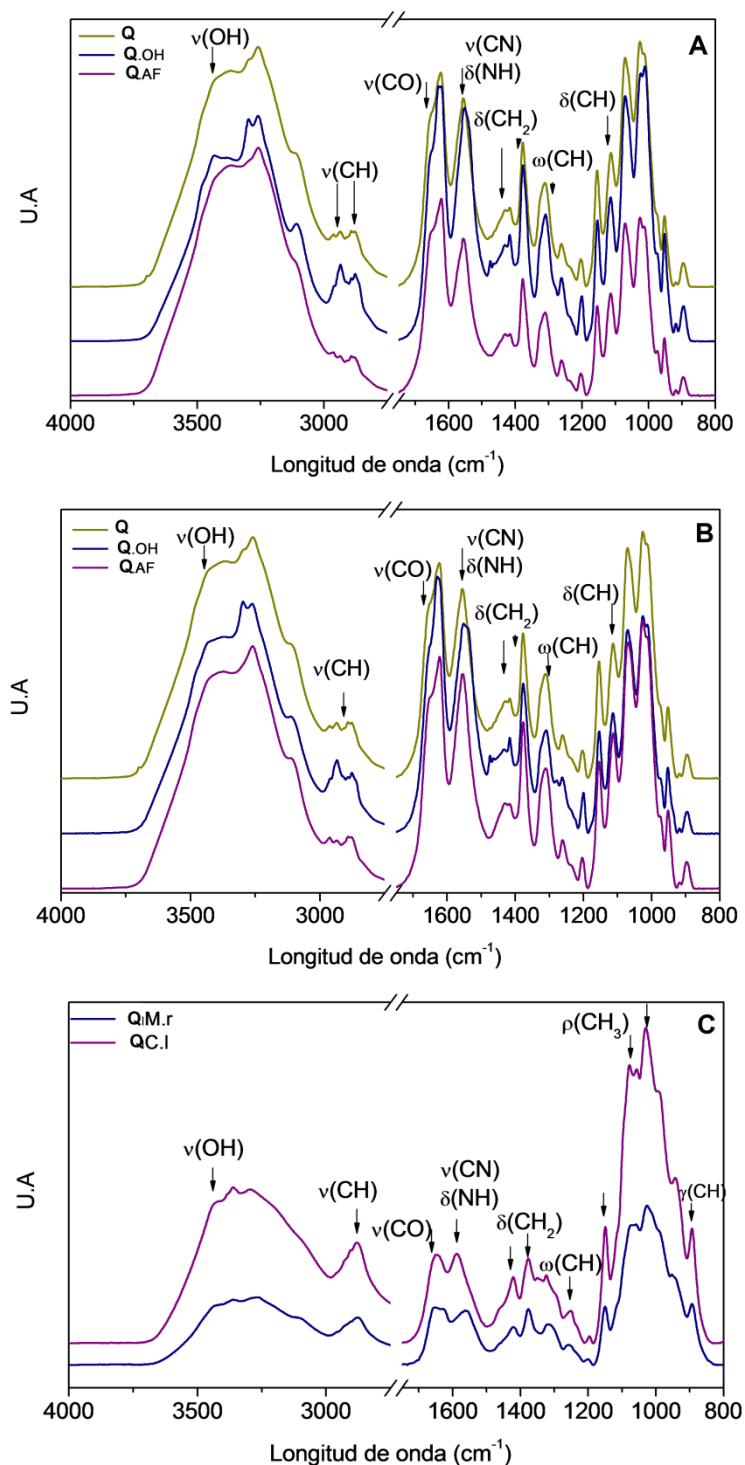 A
Q
Q.OH
Q.AF
ν(OH)
ν(CH)
ν(CO)
ν(CN)
δ(NH)
δ(CH₂)
ω(CH)
δ(CH)
U.A
4000 3500 3000 1600 1400 1200 1000 800
Longitud de onda (cm⁻¹)
B
Q
Q.OH
Q.AF
ν(OH)
ν(CH)
ν(CO)
ν(CN)
δ(NH)
δ(CH₂)
ω(CH)
δ(CH)
U.A
4000 3500 3000 1600 1400 1200 1000 800
Longitud de onda (cm⁻¹)
C
QM.r
QC.l
ν(OH)
ν(CH)
ν(CO)
ν(CN)
δ(NH)
δ(CH₂)
ω(CH)
ρ(CH₃)
γ(CH)
U.A
4000 3500 3000 1600 1400 1200 1000 800
Longitud de onda (cm⁻¹)